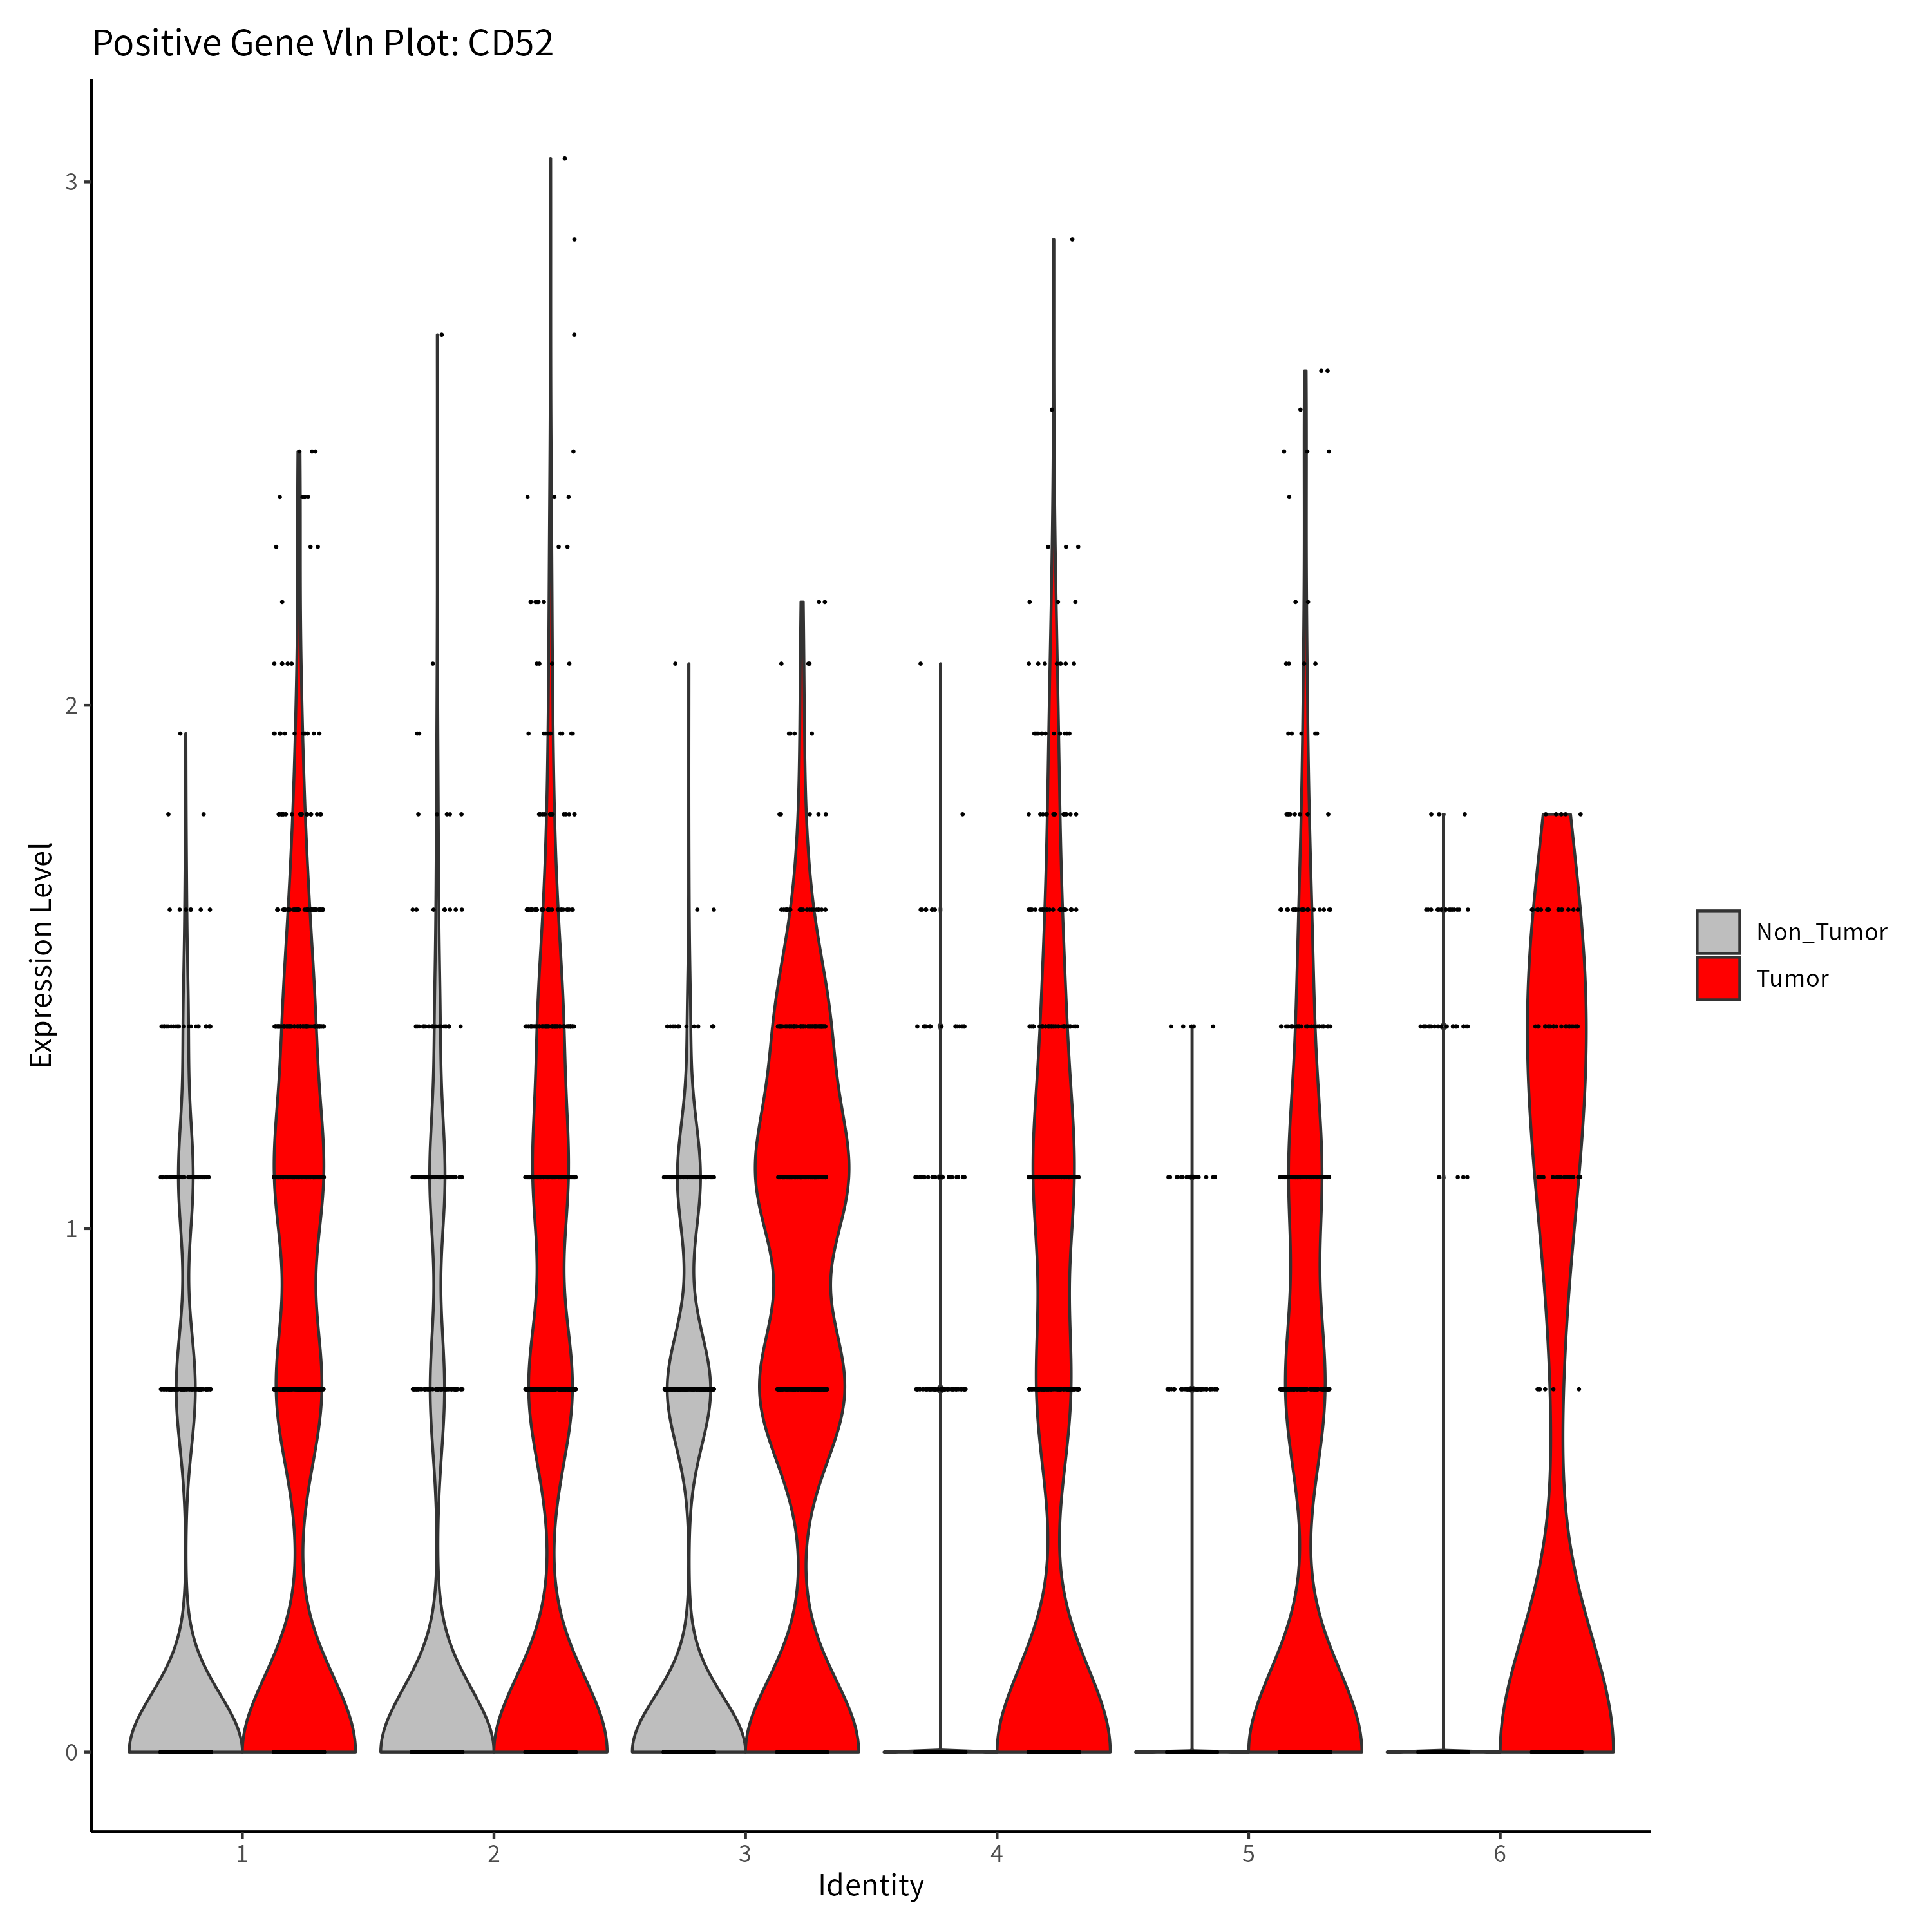 Positive Gene Vln Plot: CD52
3
2
1
0
Expression Level
1 2 3 4 5 6
Identity
Non_Tumor
Tumor